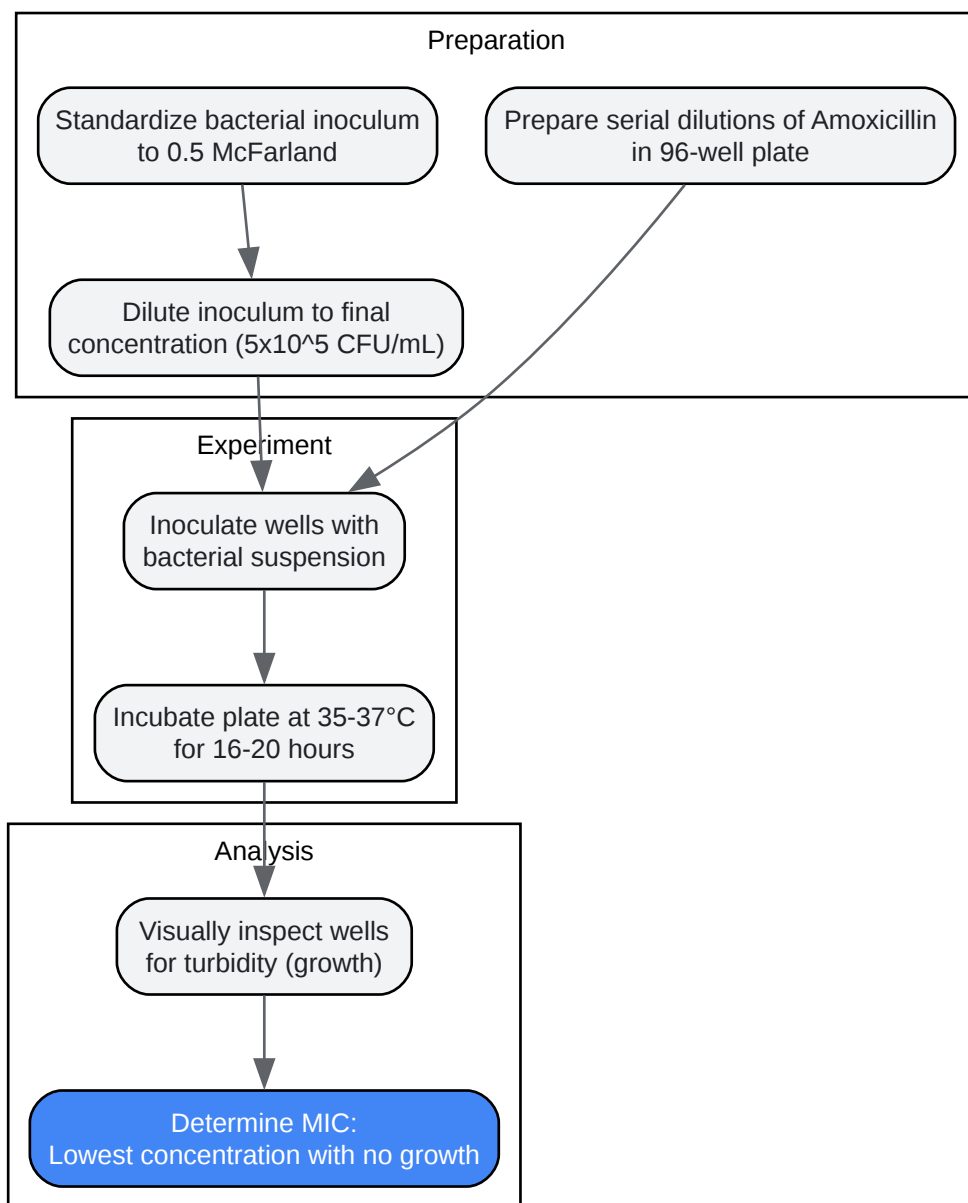 Preparation
Standardize bacterial inoculum
to 0.5 McFarland
Prepare serial dilutions of Amoxicillin
in 96-well plate
Dilute inoculum to final
concentration (5x10^5 CFU/mL)
Experiment
Inoculate wells with
bacterial suspension
Incubate plate at 35-37°C
for 16-20 hours
Analysis
Visually inspect wells
for turbidity (growth)
Determine MIC:
Lowest concentration with no growth